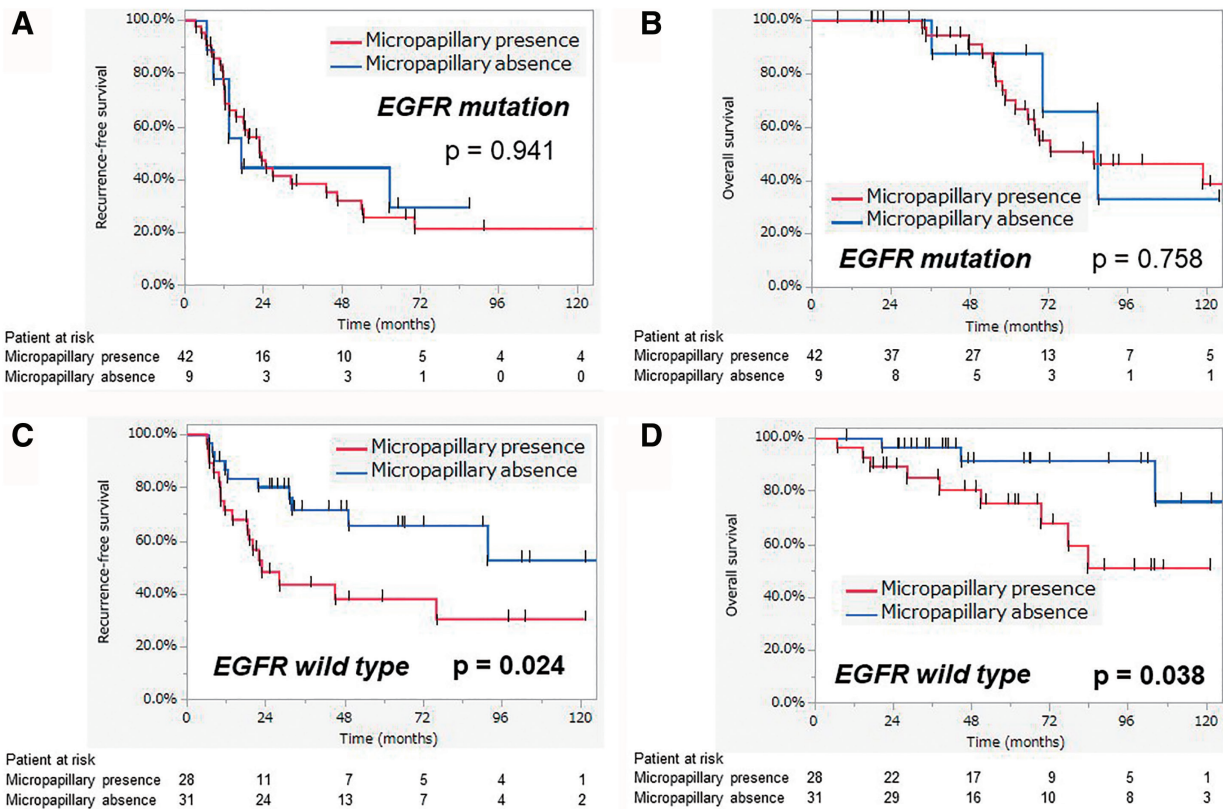 A
100.0%
80.0%
60.0%
40.0%
20.0%
0.0%
Recurrence-free survival
Micropapillary presence
Micropapillary absence
EGFR mutation
p = 0.941
0 24 48 72 96 120
Time (months)
Patient at risk
Micropapillary presence 42 16 10 5 4 4
Micropapillary absence 9 3 3 1 0 0
B
100.0%
80.0%
60.0%
40.0%
20.0%
0.0%
Overall survival
Micropapillary presence
Micropapillary absence
EGFR mutation p = 0.758
0 24 48 72 96 120
Time (months)
Patient at risk
Micropapillary presence 42 37 27 13 7 5
Micropapillary absence 9 8 5 3 1 1
C
100.0%
80.0%
60.0%
40.0%
20.0%
0.0%
Recurrence-free survival
Micropapillary presence
Micropapillary absence
EGFR wild type p = 0.024
0 24 48 72 96 120
Time (months)
Patient at risk
Micropapillary presence 28 11 7 5 4 1
Micropapillary absence 31 24 13 7 4 2
D
100.0%
80.0%
60.0%
40.0%
20.0%
0.0%
Overall survival
Micropapillary presence
Micropapillary absence
EGFR wild type p = 0.038
0 24 48 72 96 120
Time (months)
Patient at risk
Micropapillary presence 28 22 17 9 5 1
Micropapillary absence 31 29 16 10 8 3